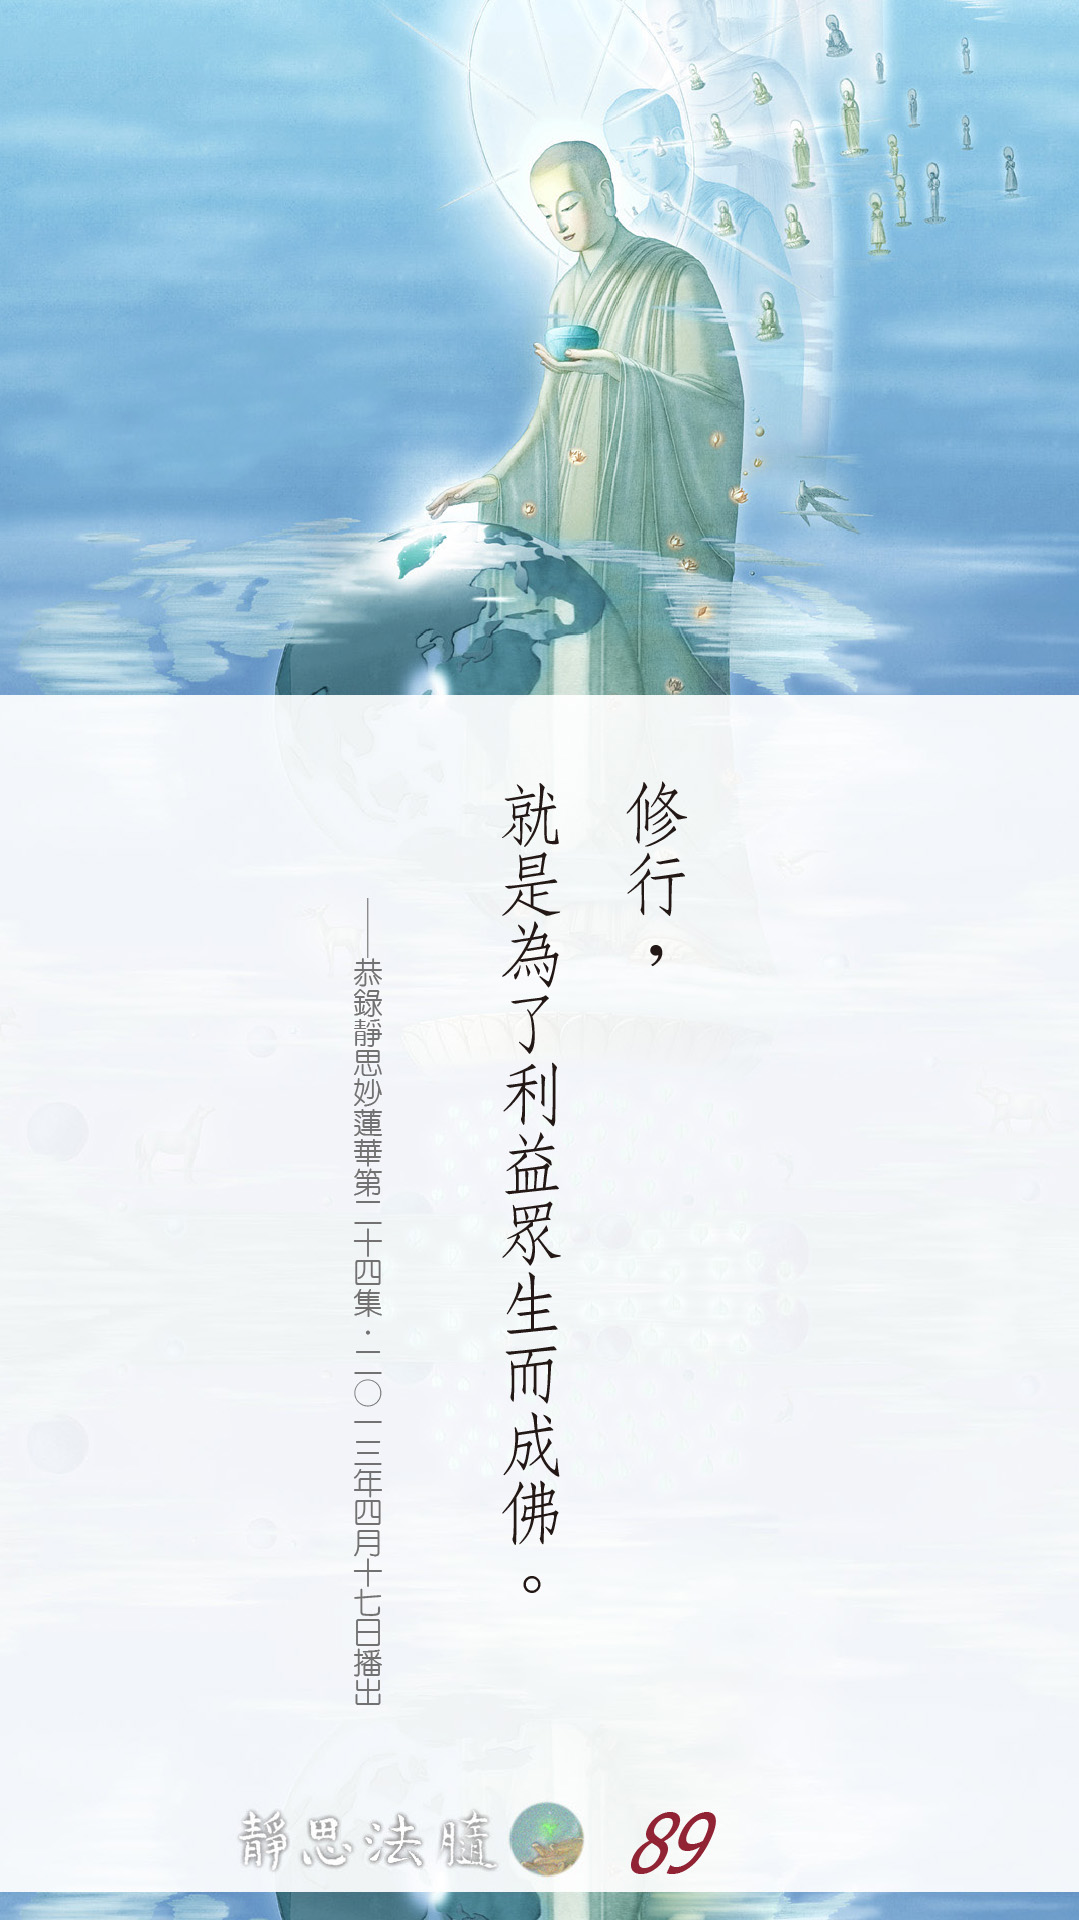 修行，
就是為了利益眾生而成佛。
——恭錄靜思妙蓮華第二十四集．二〇一三年四月十七日播出
靜思法髓
89